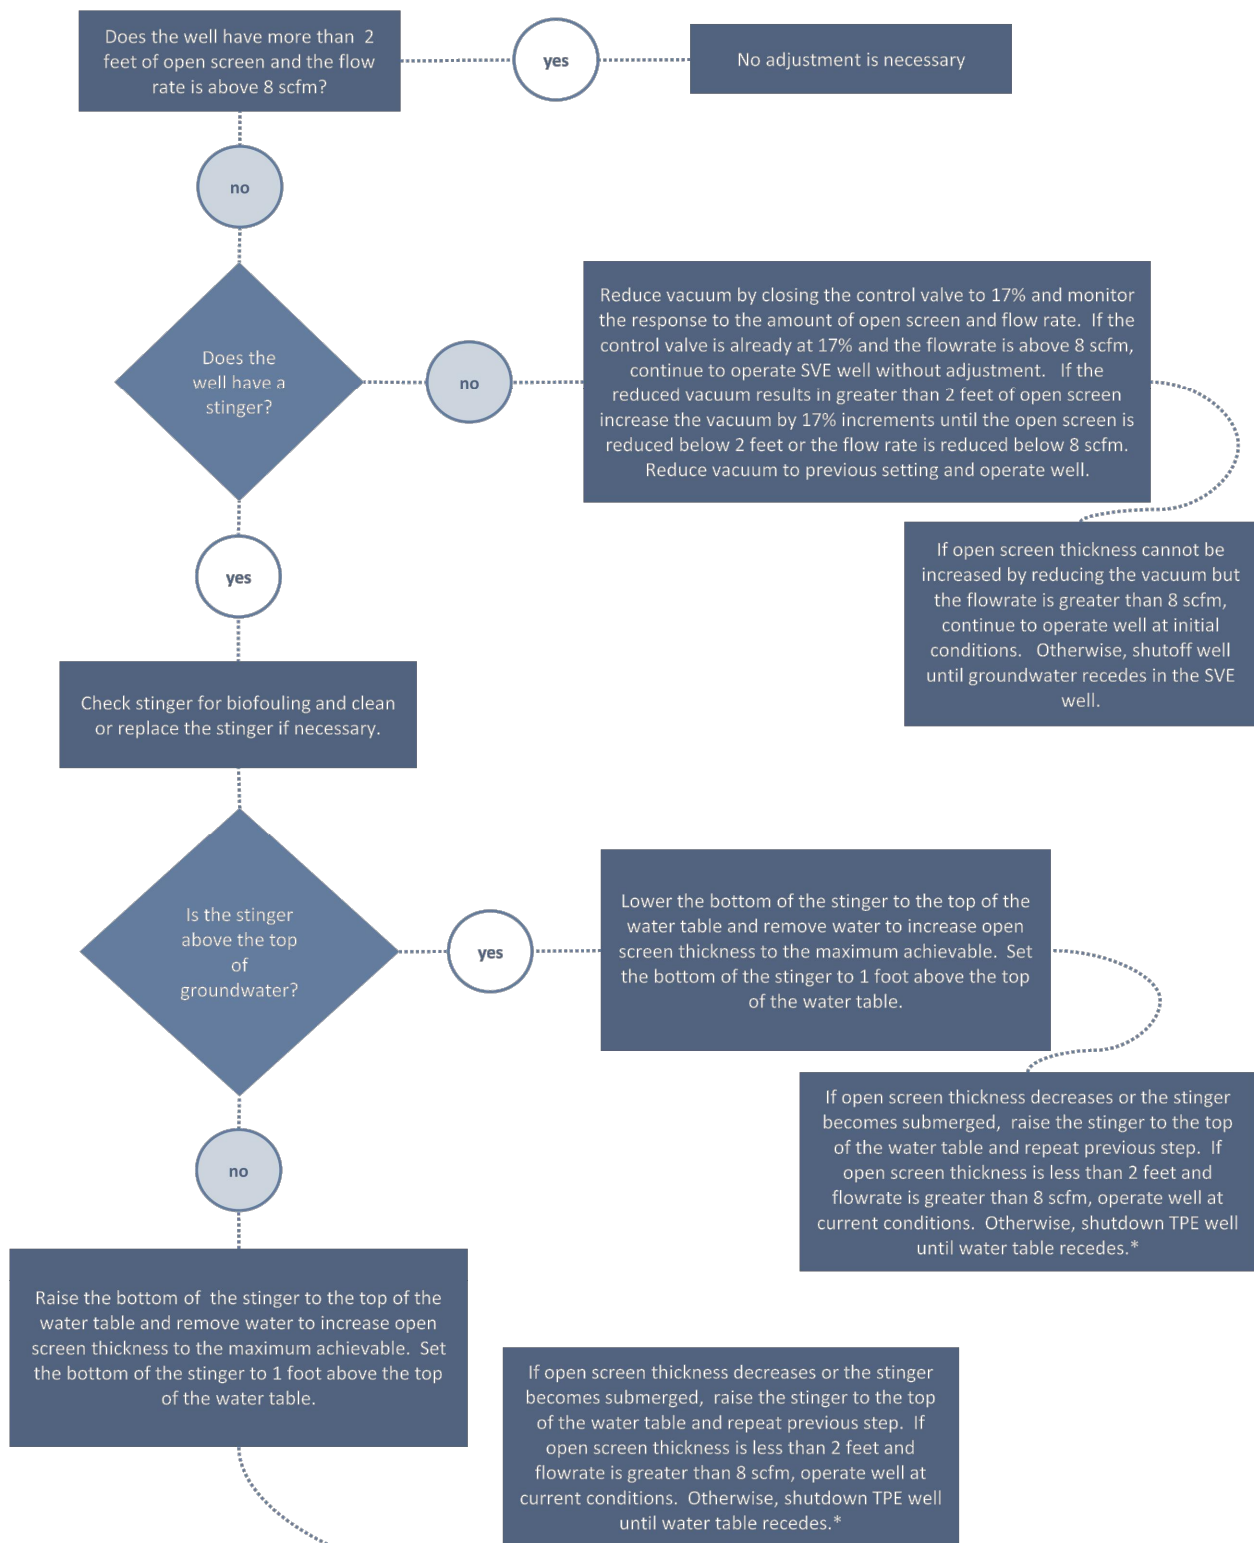 Does the well have more than 2
feet of open screen and the flow
rate is above 8 scfm?
yes
No adjustment is necessary
no
Does the
well have a
stinger?
no
Reduce vacuum by closing the control valve to 17% and monitor
the response to the amount of open screen and flow rate. If the
control valve is already at 17% and the flowrate is above 8 scfm,
continue to operate SVE well without adjustment. If the
reduced vacuum results in greater than 2 feet of open screen
increase the vacuum by 17% increments until the open screen is
reduced below 2 feet or the flow rate is reduced below 8 scfm.
Reduce vacuum to previous setting and operate well.
If open screen thickness cannot be
increased by reducing the vacuum but
the flowrate is greater than 8 scfm,
continue to operate well at initial
conditions. Otherwise, shutoff well
until groundwater recedes in the SVE
well.
yes
Check stinger for biofouling and clean
or replace the stinger if necessary.
Is the stinger
above the top
of
groundwater?
yes
Lower the bottom of the stinger to the top of the
water table and remove water to increase open
screen thickness to the maximum achievable. Set
the bottom of the stinger to 1 foot above the top
of the water table.
If open screen thickness decreases or the stinger
becomes submerged, raise the stinger to the top
of the water table and repeat previous step. If
open screen thickness is less than 2 feet and
flowrate is greater than 8 scfm, operate well at
current conditions. Otherwise, shutdown TPE well
until water table recedes.*
no
Raise the bottom of the stinger to the top of the
water table and remove water to increase open
screen thickness to the maximum achievable. Set
the bottom of the stinger to 1 foot above the top
of the water table.
If open screen thickness decreases or the stinger
becomes submerged, raise the stinger to the top
of the water table and repeat previous step. If
open screen thickness is less than 2 feet and
flowrate is greater than 8 scfm, operate well at
current conditions. Otherwise, shutdown TPE well
until water table recedes.*